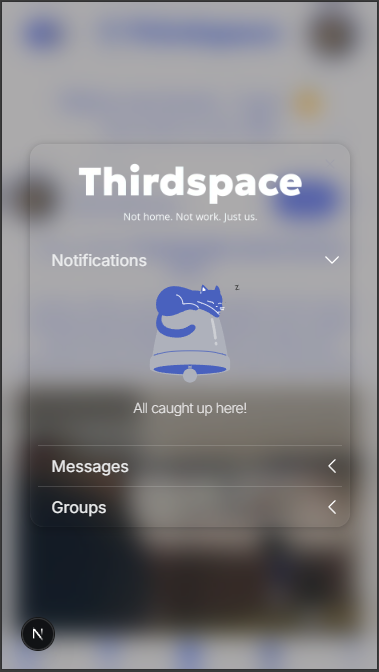 Thirdspace
Not home. Not work. Just us.
Notifications
z
All caught up here!
Messages
Groups
N